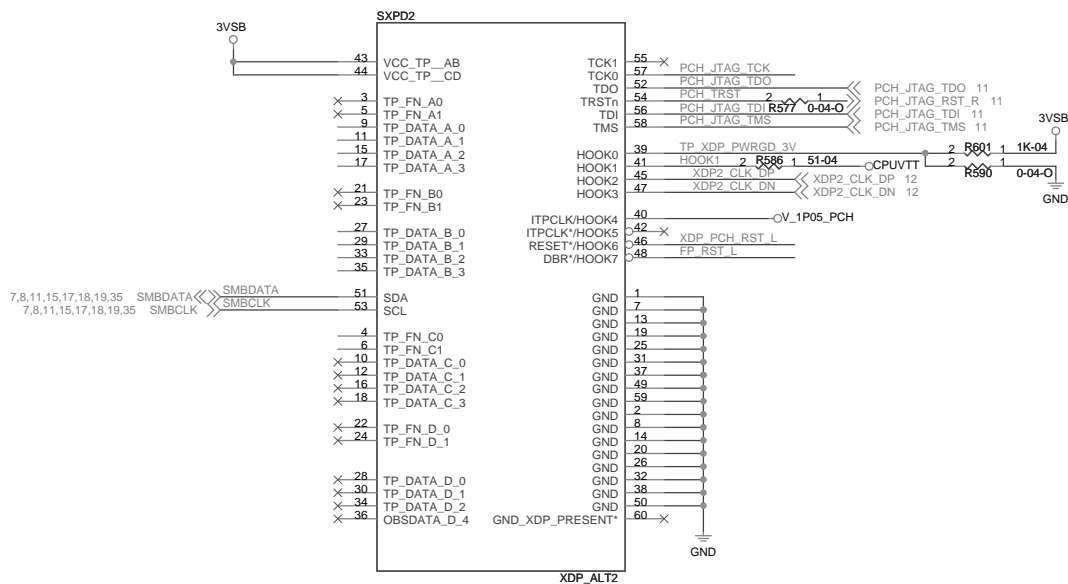 SXPD2
3VSB
43 VCC_TP__AB
44 VCC_TP__CD
3 TP_FN_A0
5 TP_FN_A1
9 TP_DATA_A_0
11 TP_DATA_A_1
15 TP_DATA_A_2
17 TP_DATA_A_3
21 TP_FN_B0
23 TP_FN_B1
27 TP_DATA_B_0
29 TP_DATA_B_1
33 TP_DATA_B_2
35 TP_DATA_B_3
7,8,11,15,17,18,19,35 SMBDATA SMBDATA 51 SDA
7,8,11,15,17,18,19,35 SMBCLK SMBCLK 53 SCL
4 TP_FN_C0
6 TP_FN_C1
10 TP_DATA_C_0
12 TP_DATA_C_1
16 TP_DATA_C_2
18 TP_DATA_C_3
22 TP_FN_D_0
24 TP_FN_D_1
28 TP_DATA_D_0
30 TP_DATA_D_1
34 TP_DATA_D_2
36 OBSDATA_D_4
TCK1 55
TCK0 57 PCH_JTAG_TCK
TDO 52 PCH_JTAG_TDO PCH_JTAG_TDO 11
TRSTn 54 PCH_TRST 2 1 PCH_JTAG_RST_R 11
R577 0-04-O
TDI 56 PCH_JTAG_TDI PCH_JTAG_TDI 11
TMS 58 PCH_JTAG_TMS PCH_JTAG_TMS 11
3VSB
HOOK0 39 TP_XDP_PWRGD_3V 2 R601 1 1K-04
HOOK1 41 HOOK1 2 R586 1 51-04 CPUVTT
2 1
R590 0-04-O
GND
HOOK2 45 XDP2_CLK_DP XDP2_CLK_DP 12
HOOK3 47 XDP2_CLK_DN XDP2_CLK_DN 12
ITPCLK/HOOK4 40 V_1P05_PCH
ITPCLK*/HOOK5 42
RESET*/HOOK6 46 XDP_PCH_RST_L
DBR*/HOOK7 48 FP_RST_L
GND 1
GND 7
GND 13
GND 19
GND 25
GND 31
GND 37
GND 49
GND 59
GND 2
GND 8
GND 14
GND 20
GND 26
GND 32
GND 38
GND 50
GND_XDP_PRESENT* 60
GND
XDP_ALT2